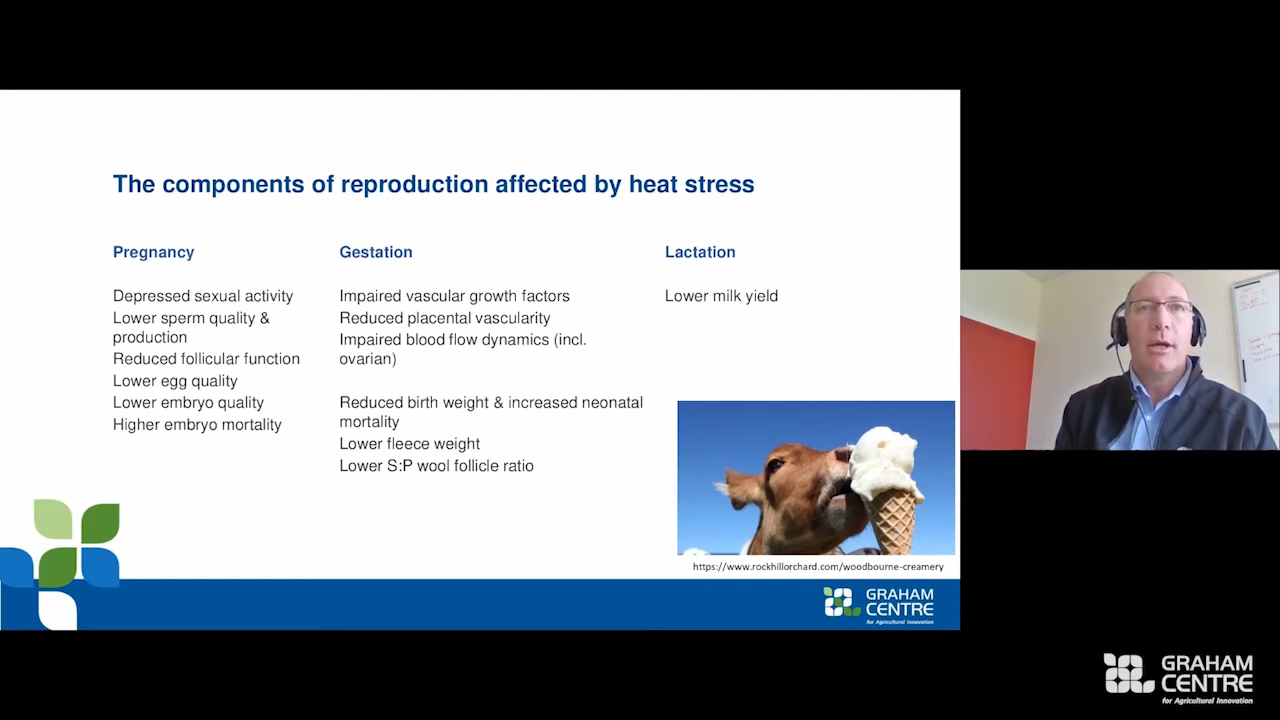 The components of reproduction affected by heat stress
Pregnancy
Depressed sexual activity
Lower sperm quality &
production
Reduced follicular function
Lower egg quality
Lower embryo quality
Higher embryo mortality
Gestation
Impaired vascular growth factors
Reduced placental vascularity
Impaired blood flow dynamics (incl.
ovarian)
Reduced birth weight & increased neonatal
mortality
Lower fleece weight
Lower S:P wool follicle ratio
Lactation
Lower milk yield
https://www.rockhillorchard.com/woodbourne-creamery
GRAHAM
CENTRE
for Agricultural Innovation
GRAHAM
CENTRE
for Agricultural Innovation